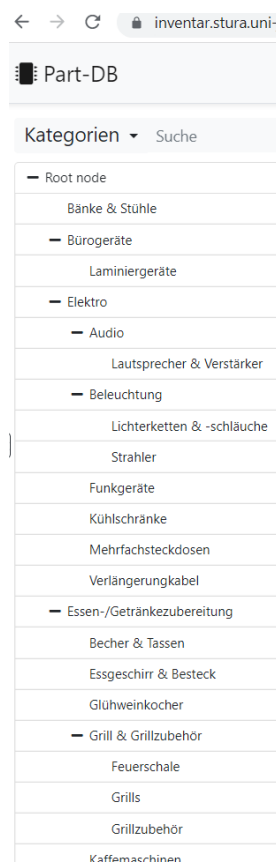 inventar.stura.uni-
Part-DB
Kategorien Suche
Root node
Bänke & Stühle
Bürogeräte
Laminiergeräte
Elektro
Audio
Lautsprecher & Verstärker
Beleuchtung
Lichterketten & -schläuche
Strahler
Funkgeräte
Kühlschränke
Mehrfachsteckdosen
Verlängerungkabel
Essen-/Getränkezubereitung
Becher & Tassen
Essgeschirr & Besteck
Glühweinkocher
Grill & Grillzubehör
Feuerschale
Grills
Grillzubehör
Kaffemaschinen